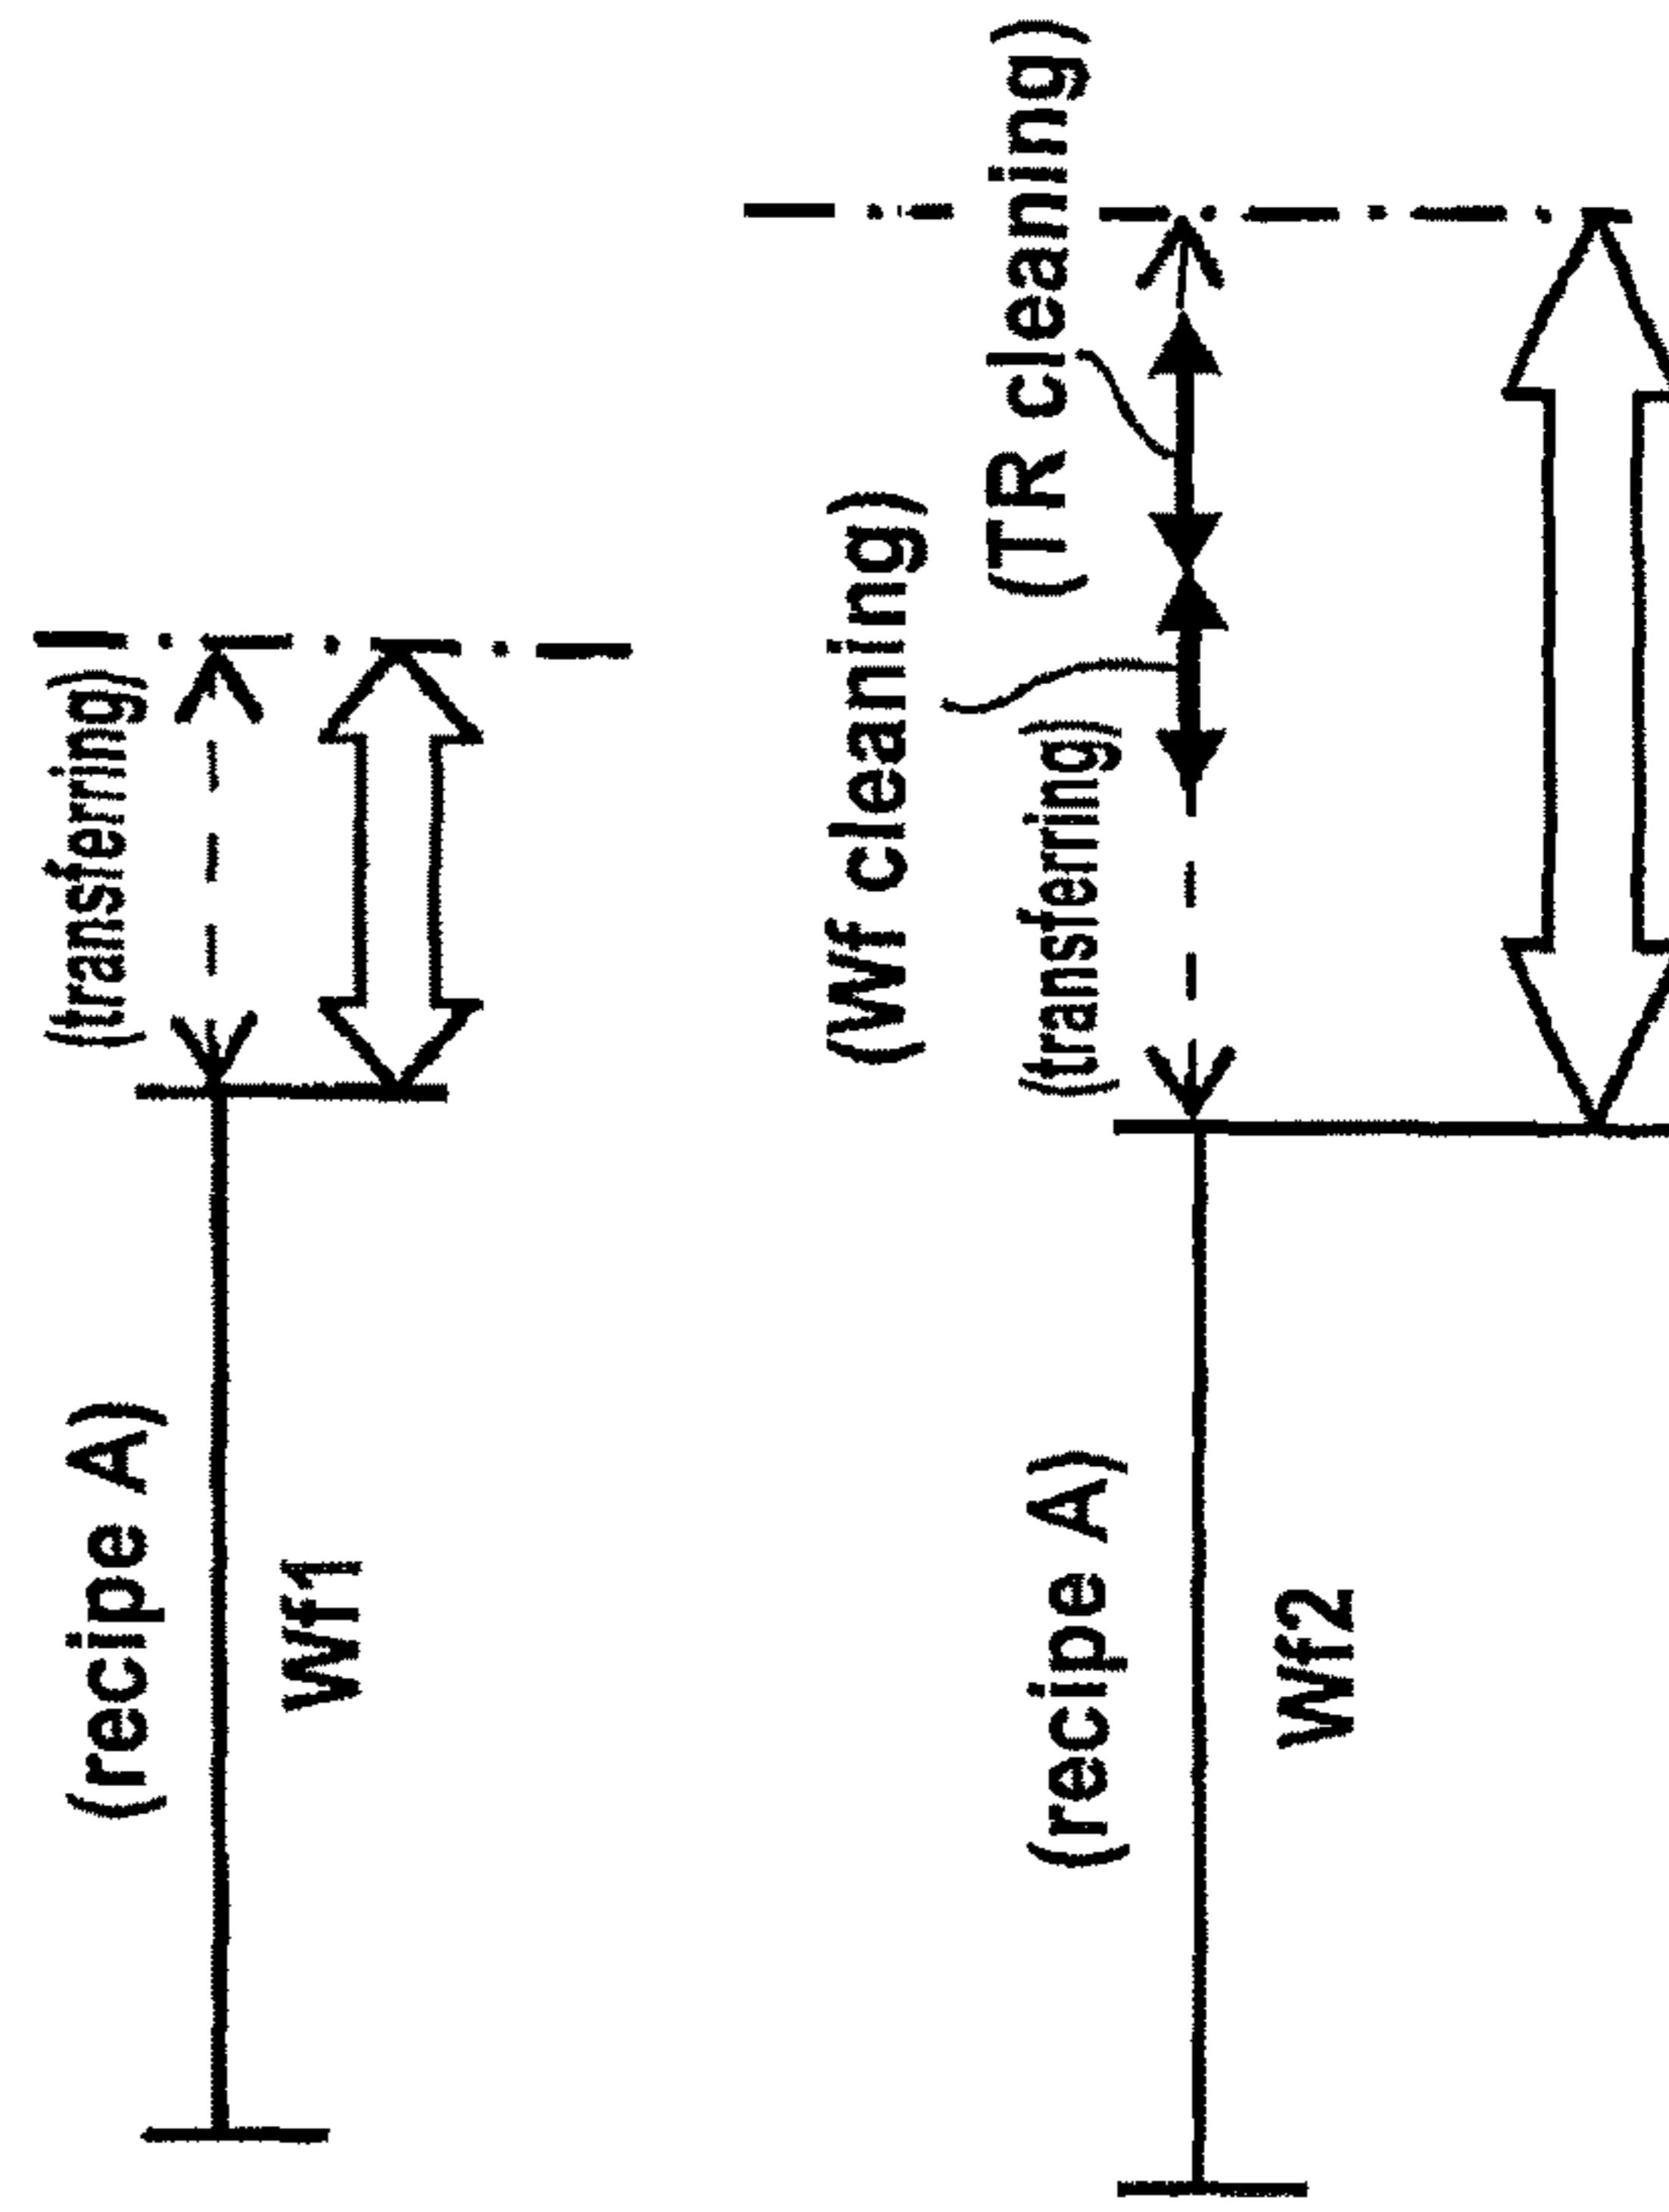 (recipe A)
(transferring)
Wf1
(Wf cleaning)
(TR cleaning)
(recipe A)
(transferring)
Wf2